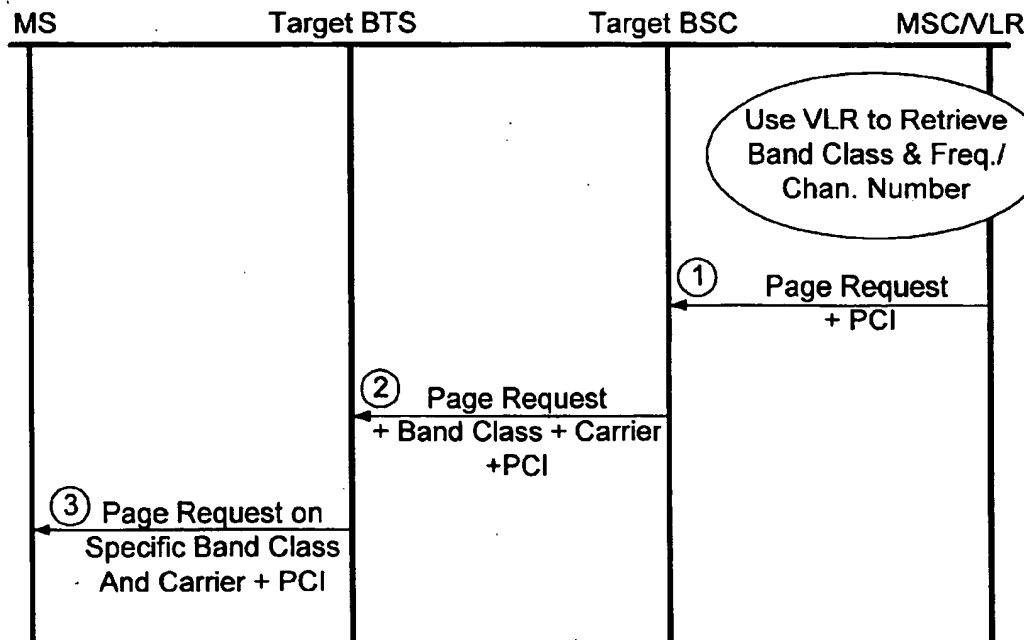 MS Target BTS Target BSC MSC/VLR
Use VLR to Retrieve
Band Class & Freq./
Chan. Number
1 Page Request
+ PCI
2 Page Request
+ Band Class + Carrier
+PCI
3 Page Request on
Specific Band Class
And Carrier + PCI